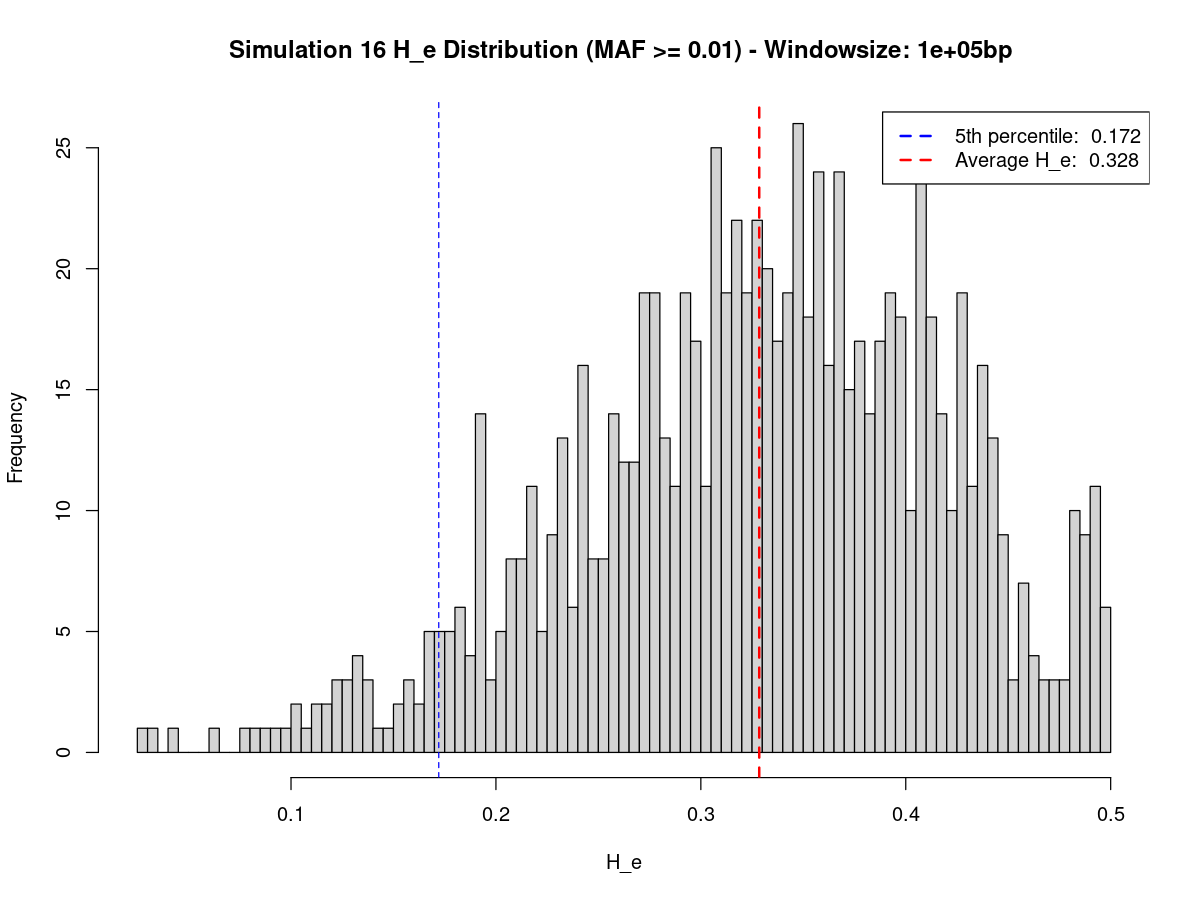 Simulation 16 H_e Distribution (MAF >= 0.01) - Windowsize: 1e+05bp
5th percentile:  0.172
Average H_e:  0.328
Frequency
25
20
15
10
5
0
0.1 0.2 0.3 0.4 0.5
H_e